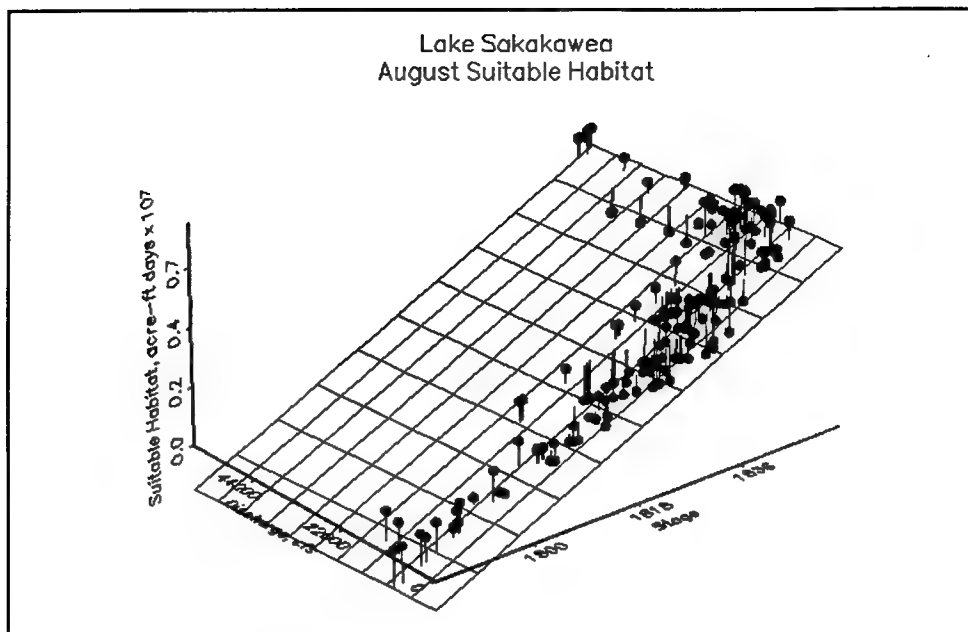 Lake Sakakawea
August Suitable Habitat
Suitable Habitat, acre-ft days x 10⁷
0.7
0.4
0.2
0.0
44000
22000
0
Discharge, cfs
1800
1818
1836
Stage